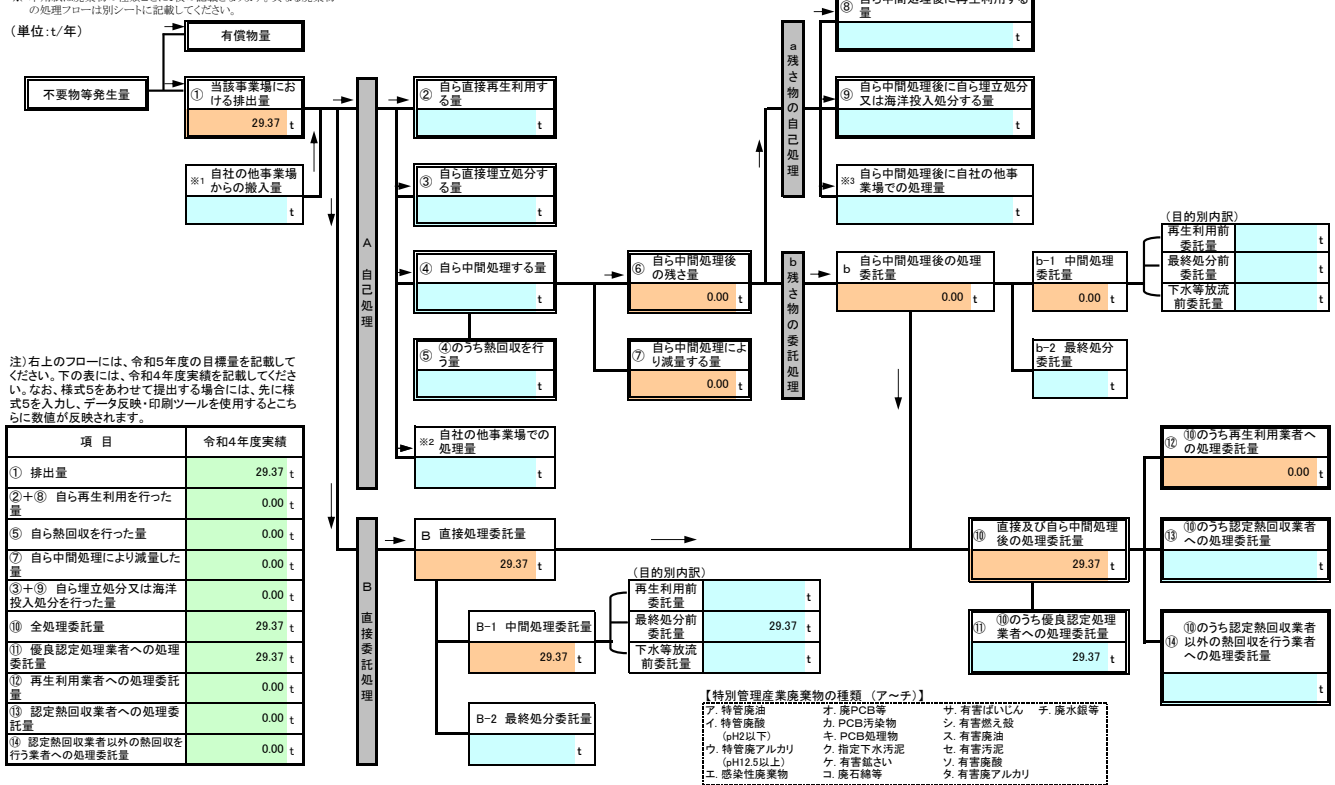 の処理フローは別シートに記載してください。
(単位:t/年)
有償物量
不要物等発生量
① 当該事業場にお
ける排出量
29.37 t
※1 自社の他事業場
からの搬入量
t
A 自己処理
② 自ら直接再生利用す
る量
t
③ 自ら直接埋立処分す
る量
t
④ 自ら中間処理する量
t
⑤ ④のうち熱回収を行
う量
t
※2 自社の他事業場での
処理量
t
⑥ 自ら中間処理後
の残さ量
0.00 t
⑦ 自ら中間処理によ
り減量する量
0.00 t
a 残さ物の自己処理
⑧ 自ら中間処理後に再生利用する
量
t
⑨ 自ら中間処理後に自ら埋立処分
又は海洋投入処分する量
t
※3 自ら中間処理後に自社の他事
業場での処理量
t
b 残さ物の委託処理
b 自ら中間処理後の処理
委託量
0.00 t
b-1 中間処理
委託量
0.00 t
b-2 最終処分
委託量
t
(目的別内訳)
再生利用前
委託量
t
最終処分前
委託量
t
下水等放流
前委託量
t
注)右上のフローには、令和5年度の目標量を記載して
ください。下の表には、令和4年度実績を記載してくださ
い。なお、様式5をあわせて提出する場合には、先に様
式5を入力し、データ反映・印刷ツールを使用するとこち
らに数値が反映されます。
項 目 令和4年度実績
① 排出量 29.37 t
②+⑧ 自ら再生利用を行った
量 0.00 t
⑤ 自ら熱回収を行った量 0.00 t
⑦ 自ら中間処理により減量した
量 0.00 t
③+⑨ 自ら埋立処分又は海洋
投入処分を行った量 0.00 t
⑩ 全処理委託量 29.37 t
⑪ 優良認定処理業者への処理
委託量 29.37 t
⑫ 再生利用業者への処理委託
量 0.00 t
⑬ 認定熱回収業者への処理委
託量 0.00 t
⑭ 認定熱回収業者以外の熱回収を
行う業者への処理委託量 0.00 t
B 直接委託処理
B 直接処理委託量
29.37 t
B-1 中間処理委託量
29.37 t
B-2 最終処分委託量
t
(目的別内訳)
再生利用前
委託量
t
最終処分前
委託量
29.37 t
下水等放流
前委託量
t
⑩ 直接及び自ら中間処理
後の処理委託量
29.37 t
⑪ ⑩のうち優良認定処理
業者への処理委託量
29.37 t
⑫ ⑩のうち再生利用業者へ
の処理委託量
0.00 t
⑬ ⑩のうち認定熱回収業者
への処理委託量
t
⑭ ⑩のうち認定熱回収業者
以外の熱回収を行う業者
への処理委託量
t
【特別管理産業廃棄物の種類 (ア~チ)】
ア. 特管廃油 オ. 廃PCB等 サ. 有害ばいじん チ. 廃水銀等
イ. 特管廃酸 カ. PCB汚染物 シ. 有害燃え殻
(pH2以下) キ. PCB処理物 ス. 有害廃油
ウ. 特管廃アルカリ ク. 指定下水汚泥 セ. 有害汚泥
(pH12.5以上) ケ. 有害鉱さい ソ. 有害廃酸
エ. 感染性廃棄物 コ. 廃石綿等 タ. 有害廃アルカリ